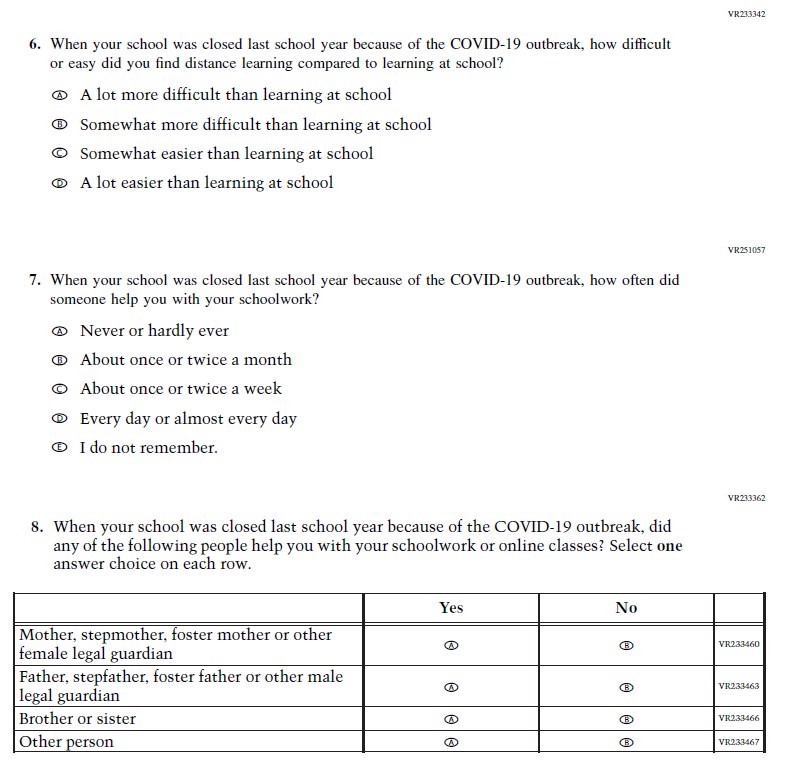 VR233342
6. When your school was closed last school year because of the COVID-19 outbreak, how difficult
or easy did you find distance learning compared to learning at school?
A A lot more difficult than learning at school
B Somewhat more difficult than learning at school
C Somewhat easier than learning at school
D A lot easier than learning at school
VR251057
7. When your school was closed last school year because of the COVID-19 outbreak, how often did
someone help you with your schoolwork?
A Never or hardly ever
B About once or twice a month
C About once or twice a week
D Every day or almost every day
E I do not remember.
VR233362
8. When your school was closed last school year because of the COVID-19 outbreak, did
any of the following people help you with your schoolwork or online classes? Select one
answer choice on each row.
Yes No
Mother, stepmother, foster mother or other
female legal guardian A B VR233460
Father, stepfather, foster father or other male
legal guardian A B VR233463
Brother or sister A B VR233466
Other person A B VR233467